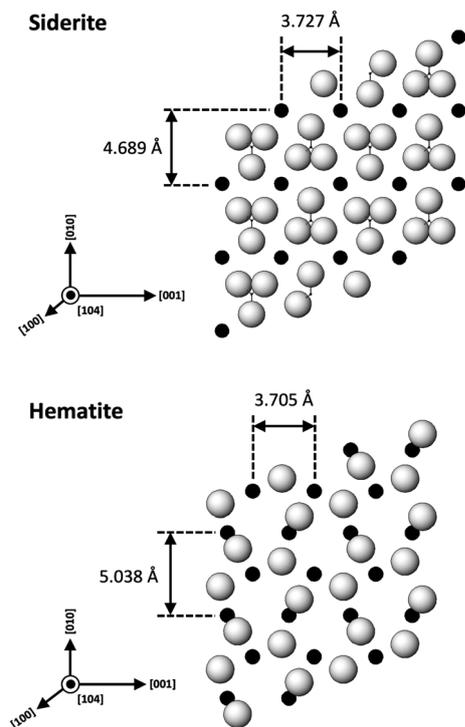 Siderite
3.727 Å
4.689 Å
[010]
[001]
[100]
[104]
Hematite
3.705 Å
5.038 Å
[010]
[001]
[100]
[104]